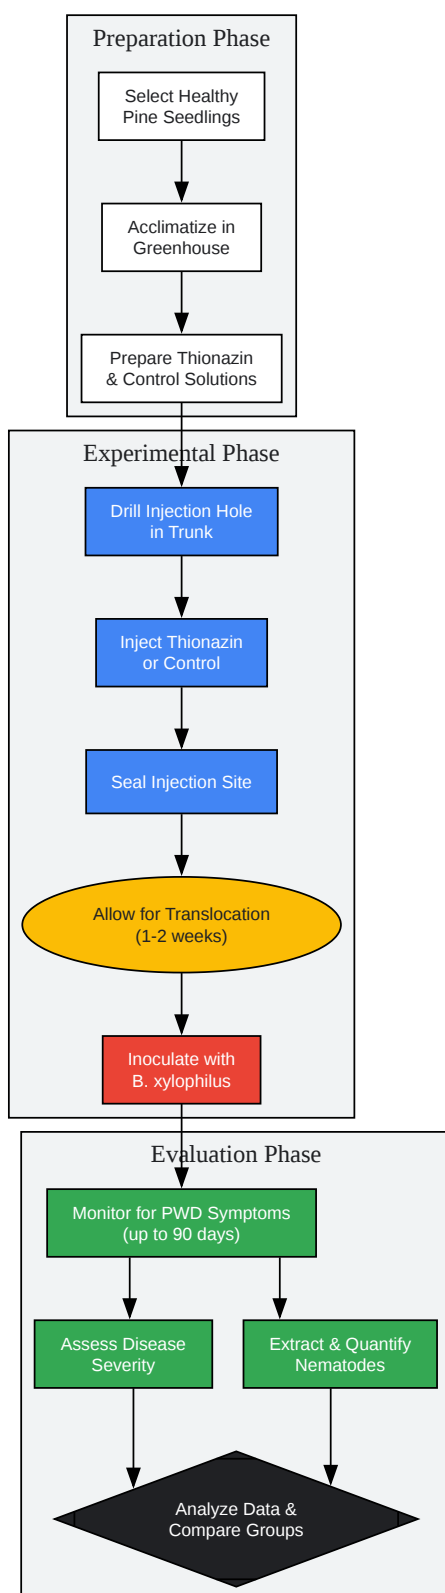 Preparation Phase
Select Healthy
Pine Seedlings
Acclimatize in
Greenhouse
Prepare Thionazin
& Control Solutions
Experimental Phase
Drill Injection Hole
in Trunk
Inject Thionazin
or Control
Seal Injection Site
Allow for Translocation
(1-2 weeks)
Inoculate with
B. xylophilus
Evaluation Phase
Monitor for PWD Symptoms
(up to 90 days)
Assess Disease
Severity
Extract & Quantify
Nematodes
Analyze Data &
Compare Groups